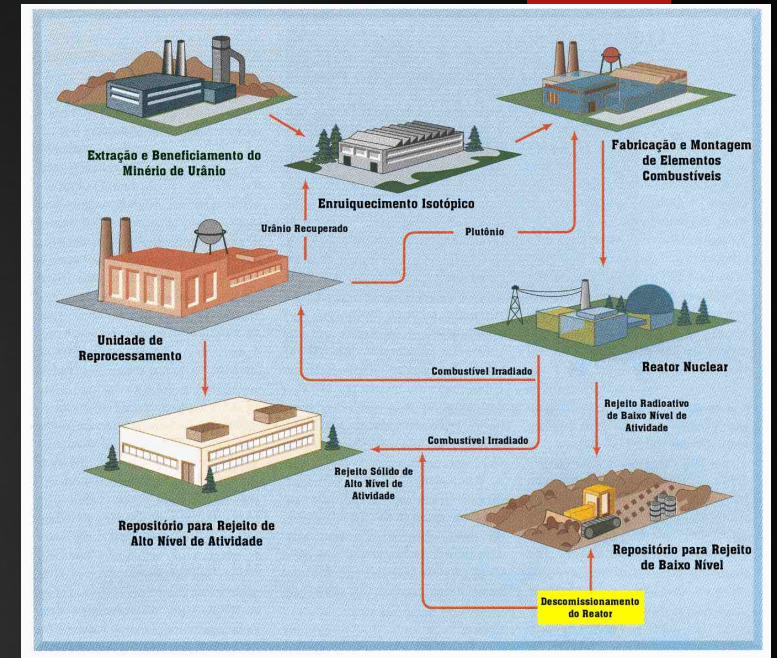 Extração e Beneficiamento do
Minério de Urânio
Fabricação e Montagem
de Elementos
Combustíveis
Enruiquecimento Isotópico
Urânio Recuperado
Plutônio
Unidade de
Reprocessamento
Reator Nuclear
Combustível Irradiado
Rejeito Radioativo
de Baixo Nível de
Atividade
Combustível Irradiado
Rejeito Sólido de
Alto Nível de
Atividade
Repositório para Rejeito de
Alto Nível de Atividade
Repositório para Rejeito
de Baixo Nível
Descomissionamento
do Reator